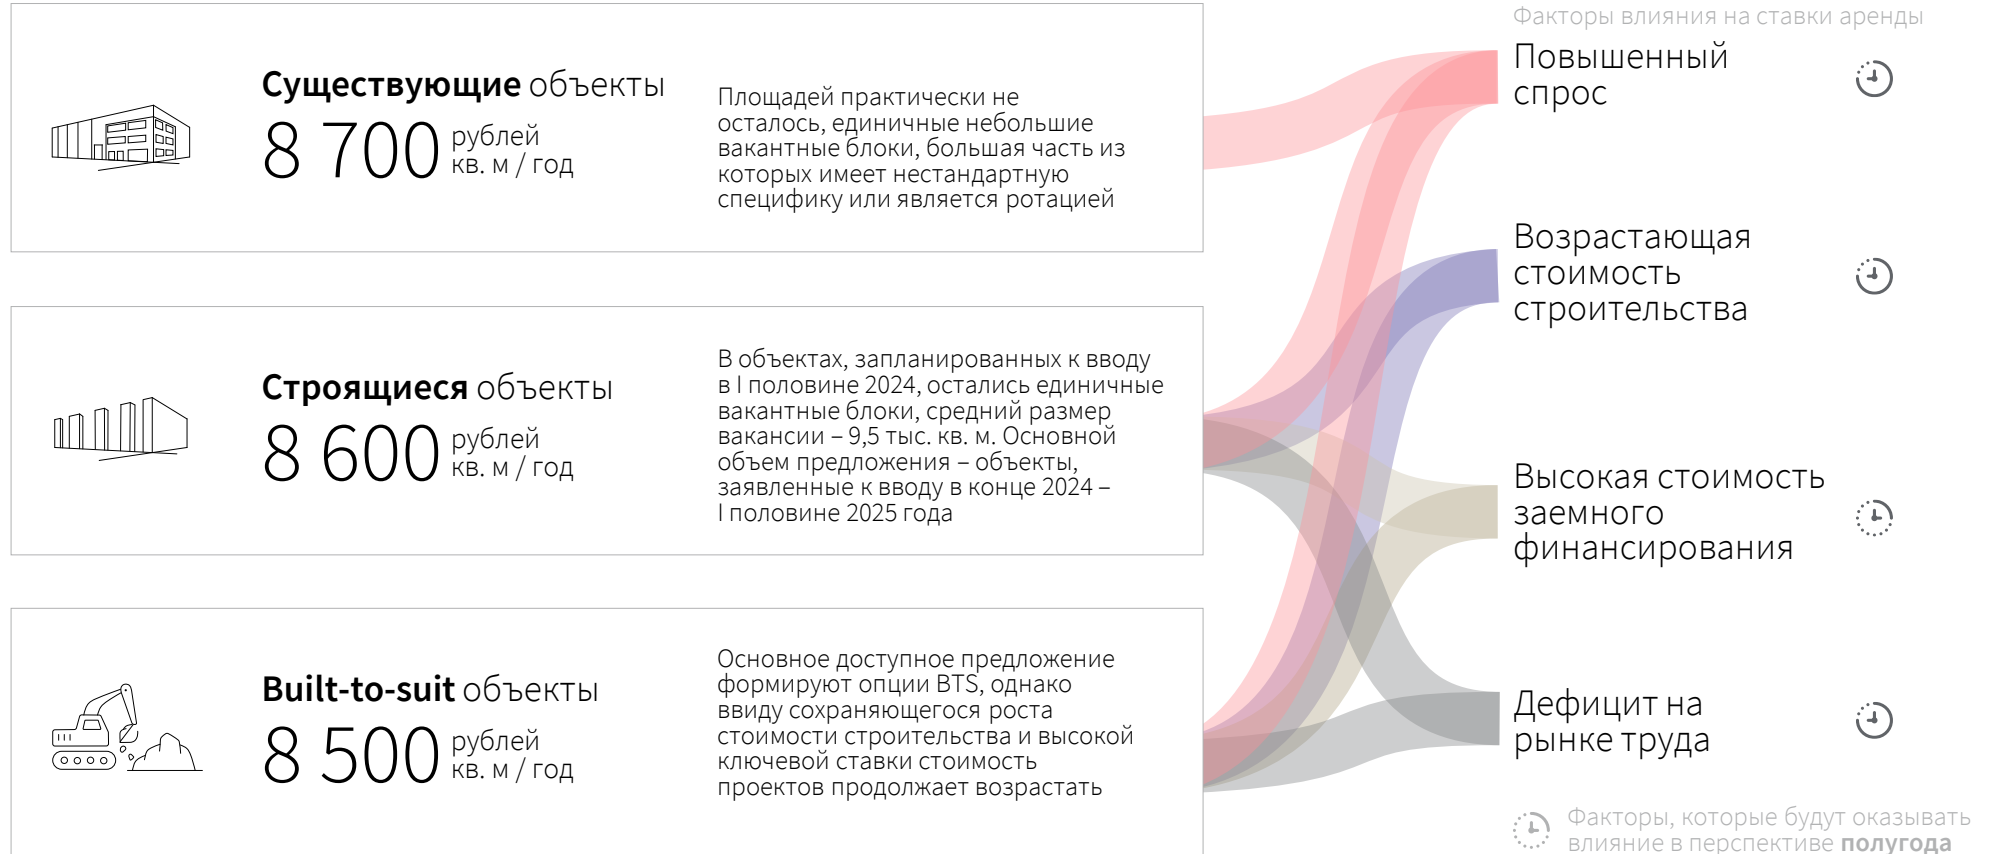 Факторы влияния на ставки аренды
Существующие объекты
8 700 рублей
кв. м / год
Площадей практически не
осталось, единичные небольшие
вакантные блоки, большая часть из
которых имеет нестандартную
специфику или является ротацией
Строящиеся объекты
8 600 рублей
кв. м / год
В объектах, запланированных к вводу
в I половине 2024, остались единичные
вакантные блоки, средний размер
вакансии – 9,5 тыс. кв. м. Основной
объем предложения – объекты,
заявленные к вводу в конце 2024 –
I половине 2025 года
Built-to-suit объекты
8 500 рублей
кв. м / год
Основное доступное предложение
формируют опции BTS, однако
ввиду сохраняющегося роста
стоимости строительства и высокой
ключевой ставки стоимость
проектов продолжает возрастать
Повышенный
спрос
Возрастающая
стоимость
строительства
Высокая стоимость
заемного
финансирования
Дефицит на
рынке труда
Факторы, которые будут оказывать
влияние в перспективе полугода